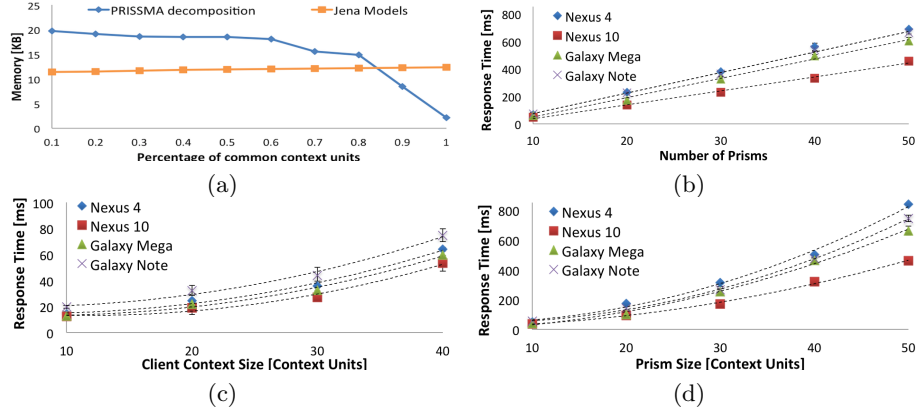 PRISSMA decomposition Jena Models
Memory [KB]
25
20
15
10
5
0
0.1 0.2 0.3 0.4 0.5 0.6 0.7 0.8 0.9 1
Percentage of common context units
(a)
Response Time [ms]
Nexus 4
Nexus 10
Galaxy Mega
Galaxy Note
800
600
400
200
0
10 20 30 40 50
Number of Prisms
(b)
Response Time [ms]
Nexus 4
Nexus 10
Galaxy Mega
Galaxy Note
100
80
60
40
20
0
10 20 30 40
Client Context Size [Context Units]
(c)
Response Time [ms]
Nexus 4
Nexus 10
Galaxy Mega
Galaxy Note
800
600
400
200
0
10 20 30 40 50
Prism Size [Context Units]
(d)